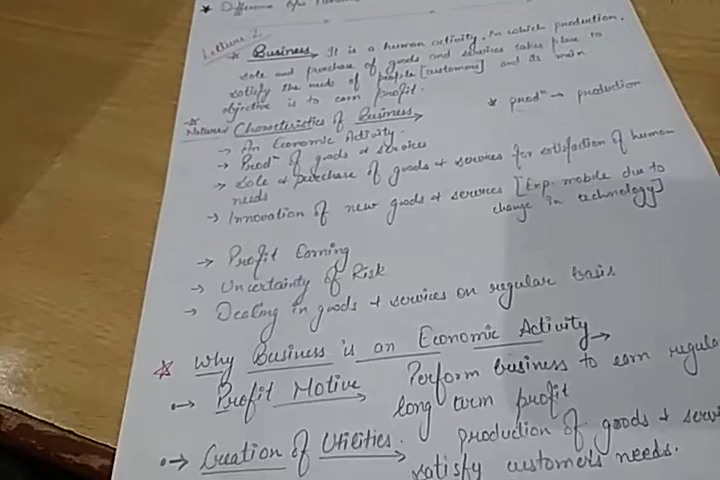 * Difference
Lecture 2.
* Business → It is a human activity. In which production,
sale and purchase of goods and services takes place to
satisfy the needs of people [customers] and its main
objective is to earn profit.
* prodⁿ → production
* Nature/ Characteristics of Business →
→ An Economic Activity.
→ Prodⁿ of goods & services
→ Sale & purchase of goods & services for satisfaction of human
needs
→ Innovation of new goods & services [Exp. mobile due to
change in technology]
→ Profit Earning
→ Uncertainty of Risk
→ Dealing in goods & services on regular basis
* Why Business is an Economic Activity →
•→ Profit Motive → Perform business to earn regula
long term profit
•→ Creation of Utilities. → production of goods & servi
satisfy customer's needs.